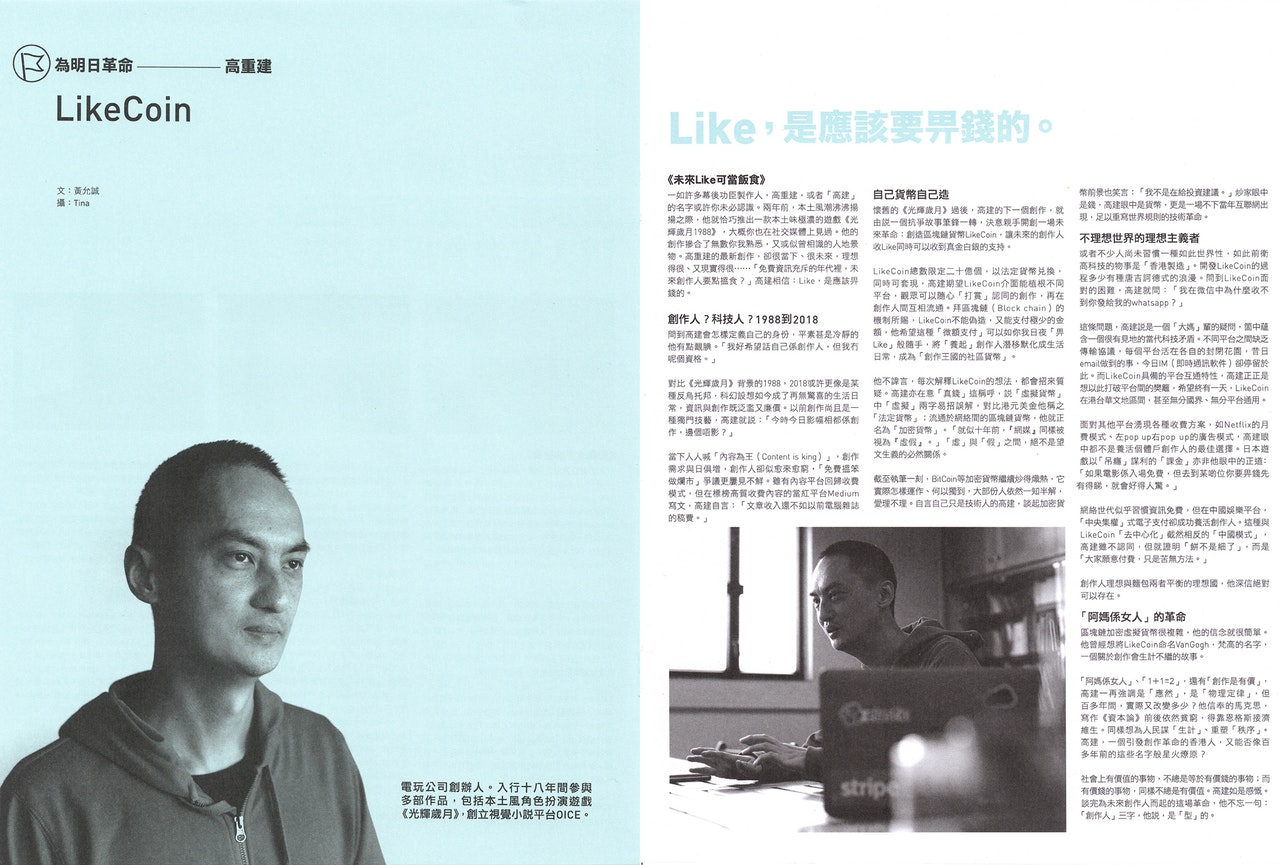 為明日革命 高重建
LikeCoin
文：黃允誠
攝：Tina
電玩公司創辦人。入行十八年間參與
多部作品，包括本土風角色扮演遊戲
《光輝歲月》，創立視覺小説平台OICE。
Like，是應該要畀錢的。
《未來Like可當飯食》
一如許多幕後功臣製作人，高重建，或者「高建」
的名字或許你未必認識。兩年前，本土風潮沸沸揚
揚之際，他就恰巧推出一款本土味極濃的遊戲《光
輝歲月1988》，大概你也在社交媒體上見過。他的
創作摻合了無數你我熟悉，又或似曾相識的人地景
物。高重建的最新創作，卻很當下、很未來，理想
得很、又現實得很……「免費資訊充斥的年代裡，未
來創作人要點搵食？」高建相信：Like，是應該畀
錢的。
創作人？科技人？1988到2018
問到高建會怎樣定義自己的身份，平素甚是冷靜的
他有點靦腆。「我好希望話自己係創作人，但我冇
呢個資格。」
對比《光輝歲月》背景的1988，2018或許更像是某
種反烏托邦，科幻設想如今成了再無驚喜的生活日
常，資訊與創作既泛濫又廉價。以前創作尚且是一
種獨門技藝，高建就説：「今時今日影幅相都係創
作，邊個唔影？」
當下人人喊「內容為王（Content is king）」，創作
需求與日俱增，創作人卻似愈來愈窮，「免費搵笨
做爛市」爭議更屢見不鮮。雖有內容平台回歸收費
模式，但在標榜高質收費內容的當紅平台Medium
寫文，高建自言：「文章收入還不如以前電腦雜誌
的稿費。」
自己貨幣自己造
懷舊的《光輝歲月》過後，高建的下一個創作，就
由説一個抗爭故事筆鋒一轉，決意親手開創一場未
來革命：創造區塊鏈貨幣LikeCoin，讓未來的創作人
收Like同時可以收到真金白銀的支持。
LikeCoin總數限定二十億個，以法定貨幣兑換，
同時可套現，高建期望LikeCoin介面能植根不同
平台，觀眾可以隨心「打賞」認同的創作，再在
創作人間互相流通。拜區塊鏈（Block chain）的
機制所賜，LikeCoin不能偽造，又能支付極少的金
額，他希望這種「微額支付」可以如你我日夜「畀
Like」般隨手，將「養起」創作人潛移默化成生活
日常，成為「創作王國的社區貨幣」。
他不諱言，每次解釋LikeCoin的想法，都會招來質
疑。高建亦在意「真錢」這稱呼，説「虛擬貨幣」
中「虛擬」兩字易招誤解，對比港元美金他稱之
「法定貨幣」；流通於網絡間的區塊鏈貨幣，他就正
名為「加密貨幣」。「就似十年前，『網媒』同樣被
視為『虛假』。」「虛」與「假」之間，絕不是望
文生義的必然關係。
截至執筆一刻，BitCoin等加密貨幣繼續炒得熾熱，它
實際怎樣運作、何以獨到，大部份人依然一知半解，
愛理不理。自言自己只是技術人的高建，談起加密貨
幣前景也笑言：「我不是在給投資建議。」炒家眼中
是錢，高建眼中是貨幣，更是一場不下當年互聯網出
現，足以重寫世界規則的技術革命。
不理想世界的理想主義者
或者不少人尚未習慣一種如此世界性，如此前衛
高科技的物事是「香港製造」。開發LikeCoin的過
程多少有種唐吉訶德式的浪漫。問到LikeCoin面
對的困難，高建就問：「我在微信中為什麼收不
到你發給我的whatsapp？」
這條問題，高建説是一個「大媽」輩的疑問，箇中蘊
含一個很有見地的當代科技矛盾。不同平台之間缺乏
傳輸協議，每個平台活在各自的封閉花園，昔日
email做到的事，今日IM（即時通訊軟件）卻停留於
此。而LikeCoin具備的平台互通特性，高建正正是
想以此打破平台間的樊籠，希望終有一天，LikeCoin
在港台華文地區間，甚至無分國界、無分平台通用。
面對其他平台湧現各種收費方案，如Netflix的月
費模式、左pop up右pop up的廣告模式，高建眼
中都不是養活個體戶創作人的最佳選擇。日本遊
戲以「吊癮」謀利的「課金」亦非他眼中的正道：
「如果電影係入場免費，但去到某啲位你要畀錢先
有得睇，就會好得人驚。」
網絡世代似乎習慣資訊免費，但在中國娛樂平台，
「中央集權」式電子支付卻成功養活創作人。這種與
LikeCoin「去中心化」截然相反的「中國模式」，
高建雖不認同，但就證明「餅不是細了」，而是
「大家願意付費，只是苦無方法。」
創作人理想與麵包兩者平衡的理想國，他深信絕對
可以存在。
「阿媽係女人」的革命
區塊鏈加密虛擬貨幣很複雜，他的信念就很簡單。
他曾經想將LikeCoin命名VanGogh，梵高的名字，
一個關於創作會生計不繼的故事。
「阿媽係女人」、「1+1=2」，還有「創作是有價」，
高建一再強調是「應然」，是「物理定律」，但
百多年間，實際又改變多少？他信奉的馬克思，
寫作《資本論》前後依然貧窮，得靠恩格斯接濟
維生。同樣想為人民謀「生計」、重塑「秩序」。
高建，一個引發創作革命的香港人，又能否像百
多年前的這些名字般星火燎原？
社會上有價值的事物，不總是等於有價錢的事物；而
有價錢的事物，同樣不總是有價值。高建如是感慨。
談完為未來創作人而起的這場革命，他不忘一句：
「創作人」三字，他説，是「型」的。
stripe